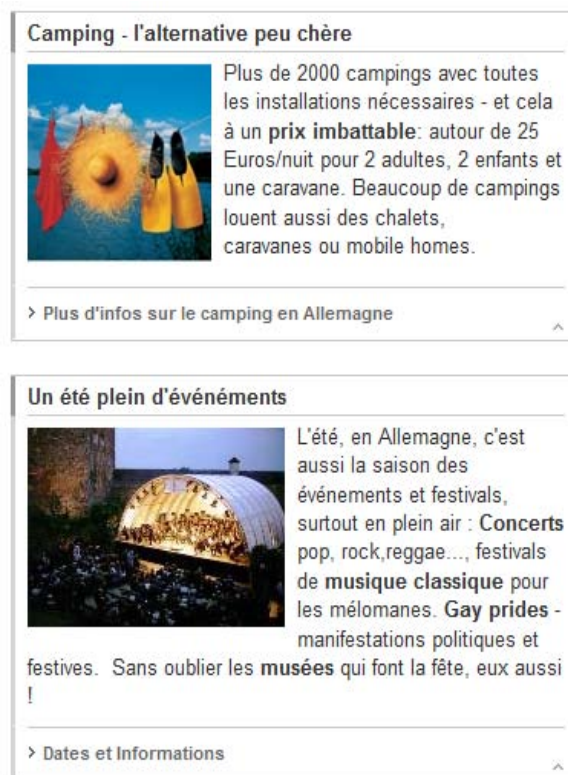 Camping - l'alternative peu chère
Plus de 2000 campings avec toutes
les installations nécessaires - et cela
à un prix imbattable: autour de 25
Euros/nuit pour 2 adultes, 2 enfants et
une caravane. Beaucoup de campings
louent aussi des chalets,
caravanes ou mobile homes.
> Plus d'infos sur le camping en Allemagne
Un été plein d'événéments
L'été, en Allemagne, c'est
aussi la saison des
événements et festivals,
surtout en plein air : Concerts
pop, rock,reggae..., festivals
de musique classique pour
les mélomanes. Gay prides -
manifestations politiques et
festives. Sans oublier les musées qui font la fête, eux aussi
!
> Dates et Informations